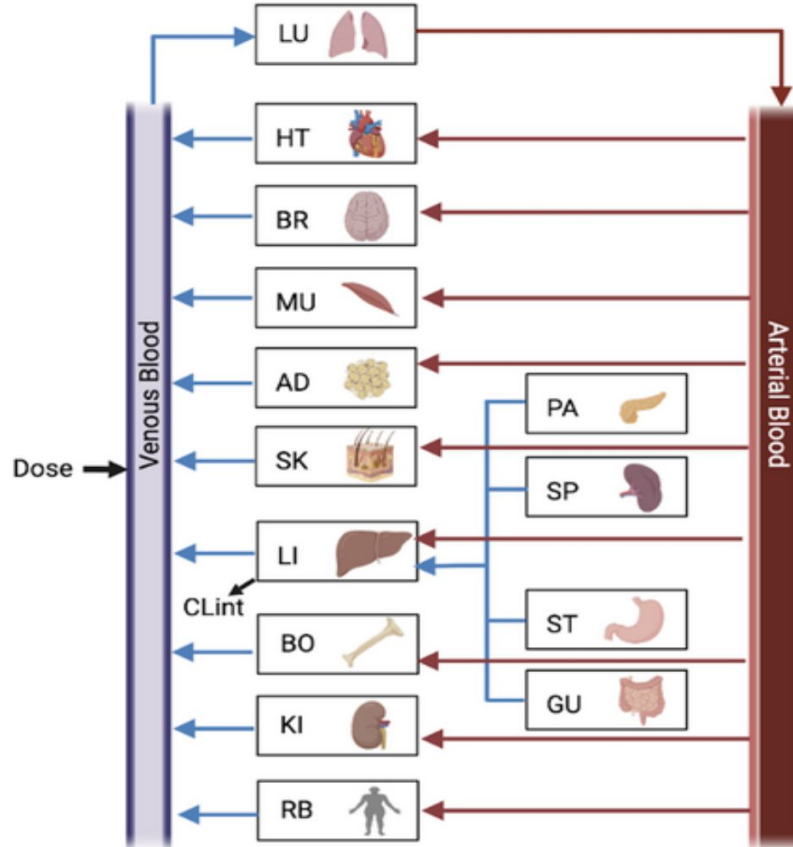 LU
HT
BR
MU
AD
PA
SK
SP
Dose
LI
CLint
ST
BO
GU
KI
RB
Venous Blood
Arterial Blood